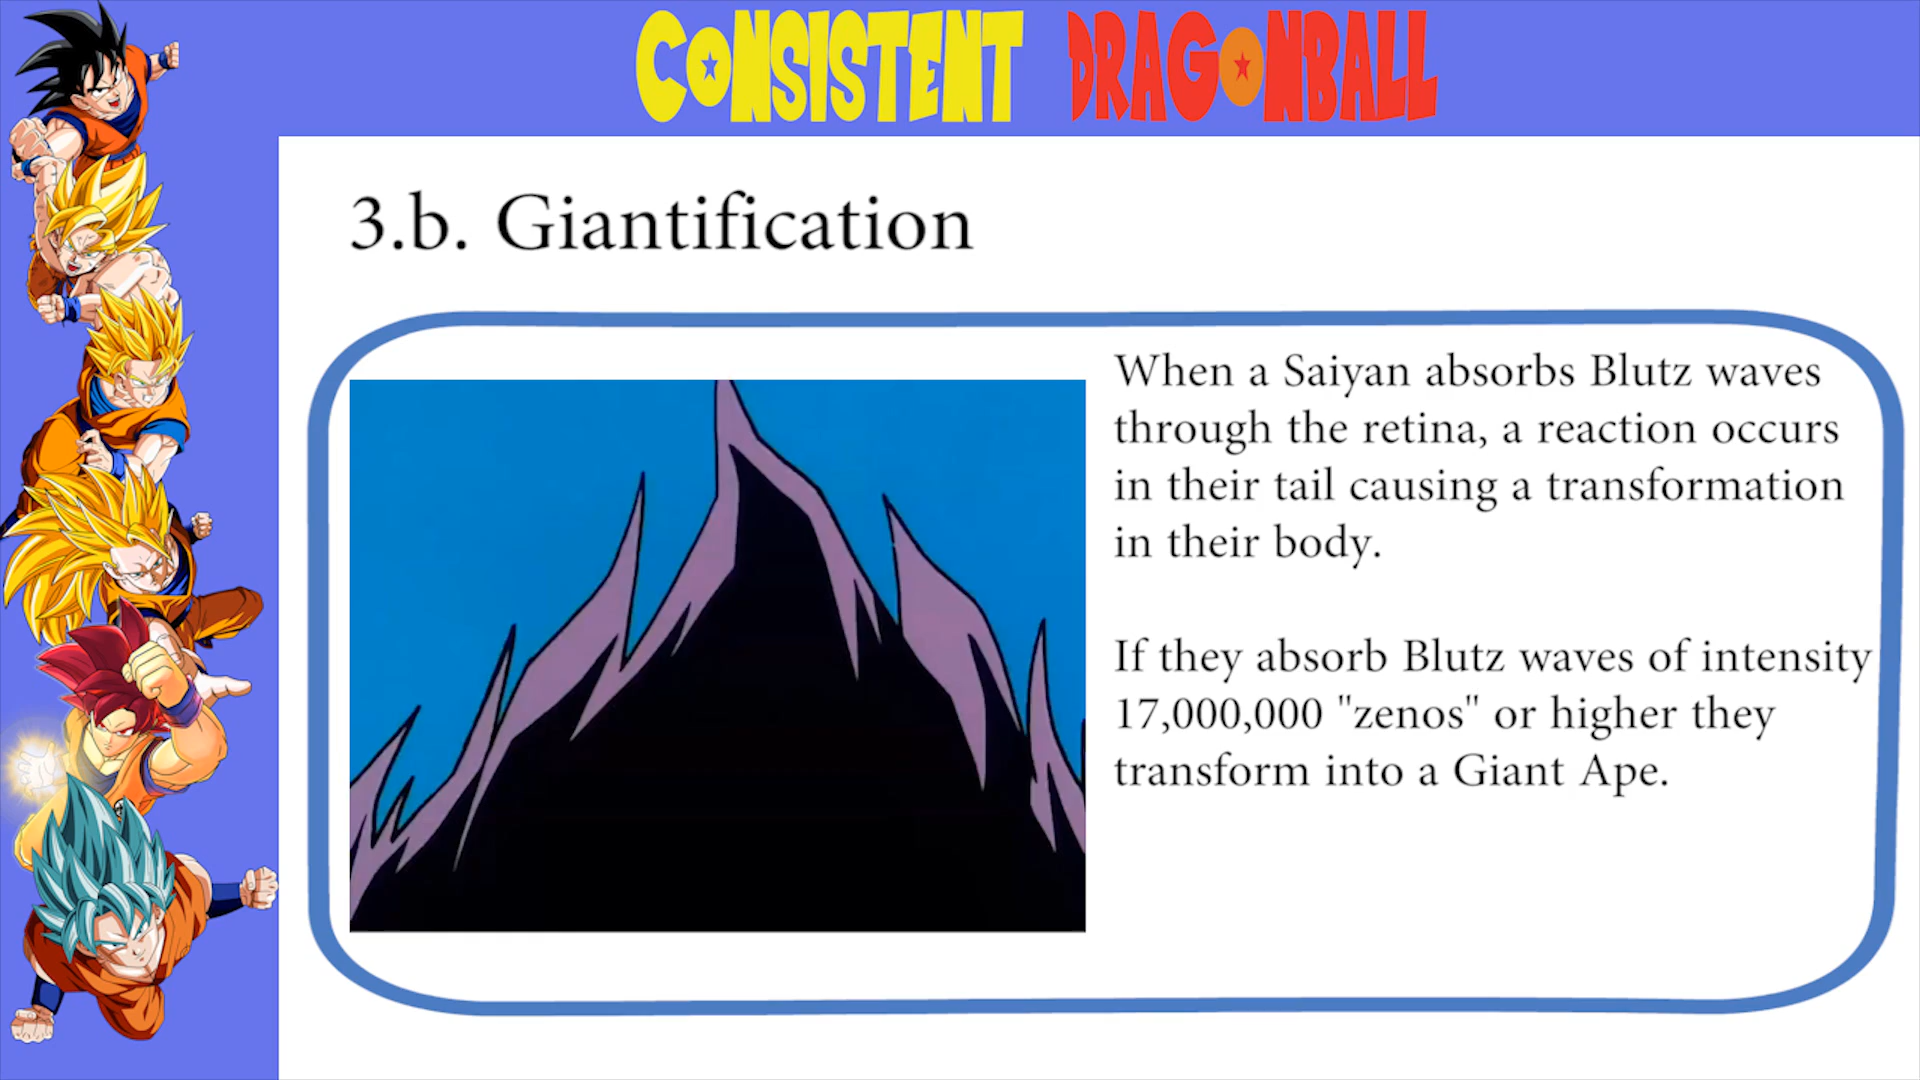 CONSISTENT DRAGONBALL
3.b. Giantification
When a Saiyan absorbs Blutz waves
through the retina, a reaction occurs
in their tail causing a transformation
in their body.
If they absorb Blutz waves of intensity
17,000,000 "zenos" or higher they
transform into a Giant Ape.